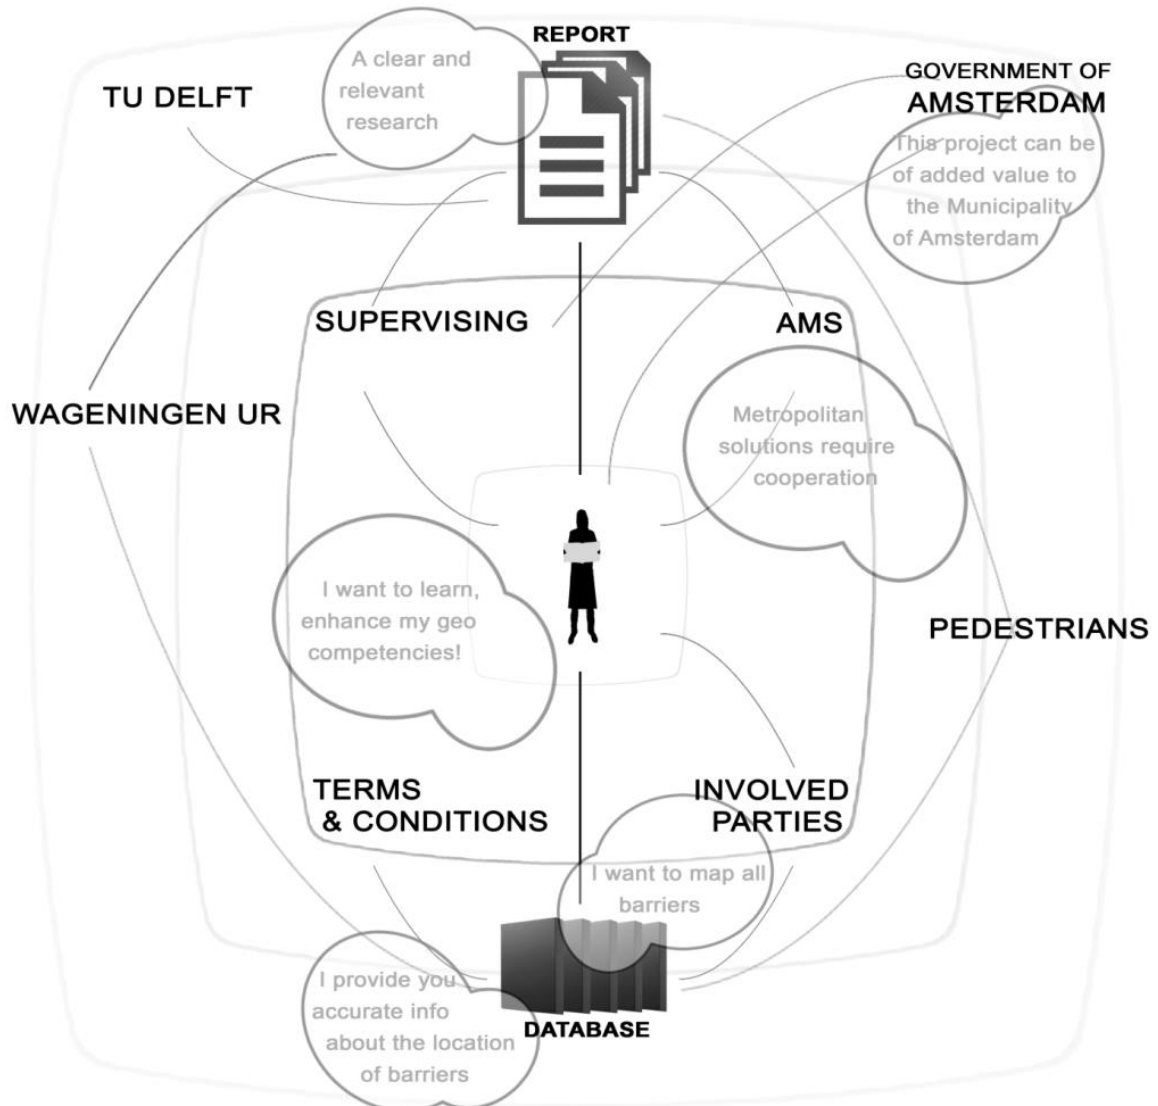 REPORT
A clear and
relevant
research
TU DELFT
GOVERNMENT OF
AMSTERDAM
This project can be
of added value to
the Municipality
of Amsterdam
SUPERVISING
AMS
WAGENINGEN UR
Metropolitan
solutions require
cooperation
I want to learn,
enhance my geo
competencies!
PEDESTRIANS
TERMS
& CONDITIONS
INVOLVED
PARTIES
I want to map all
barriers
I provide you
accurate info
about the location
of barriers
DATABASE